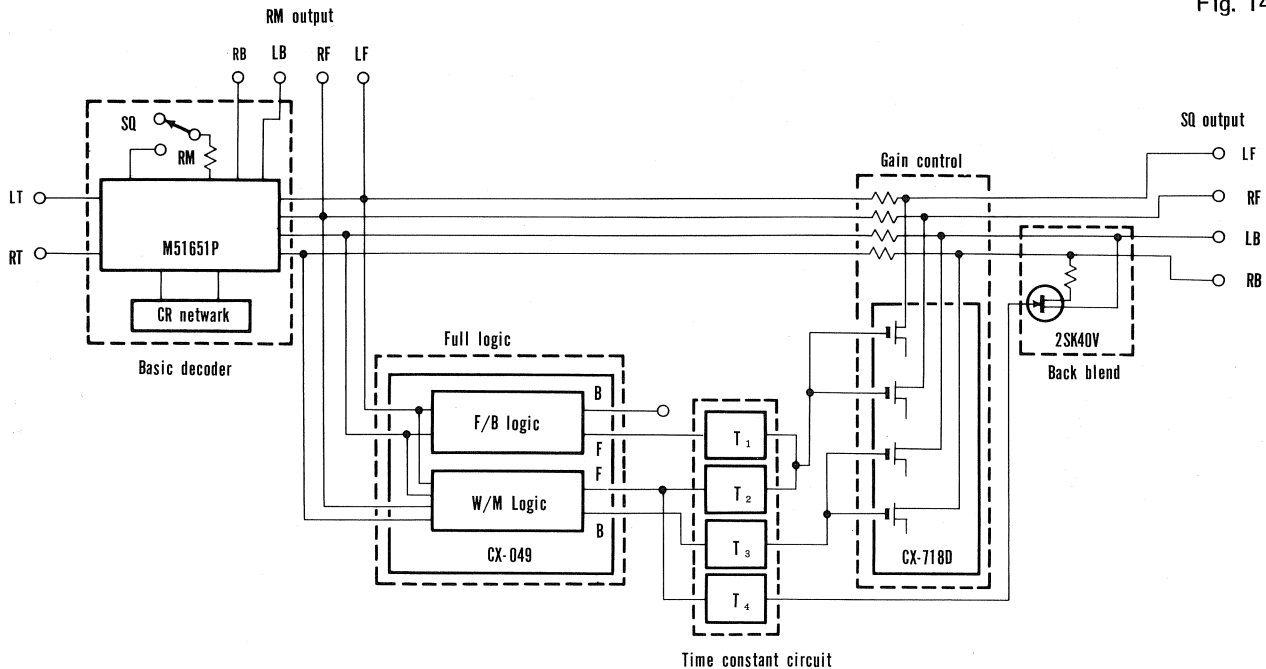 Fig. 14
RM output
RB LB RF LF
SQ
RM
LT
RT
M51651P
CR netwark
Basic decoder
SQ output
LF
RF
LB
RB
Gain control
2SK40V
Back blend
Full logic
F/B logic
B
F
W/M Logic
F
B
CX-049
T1
T2
T3
T4
Time constant circuit
CX-718D